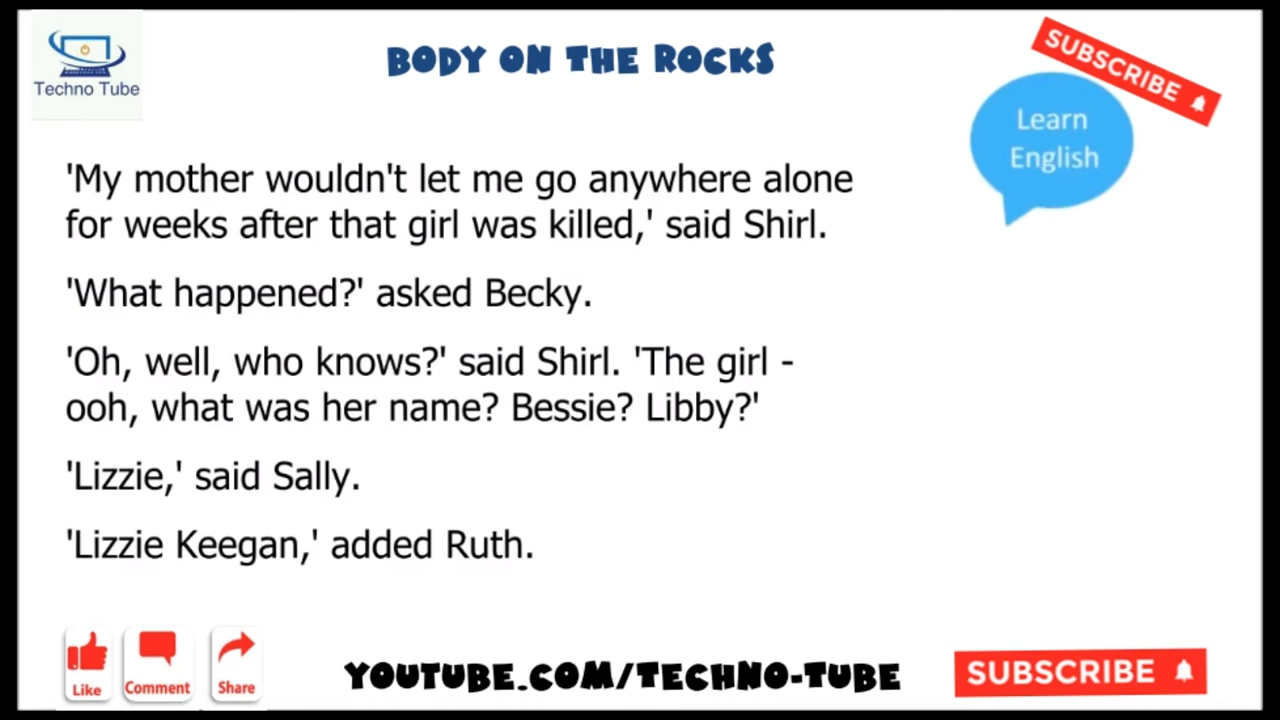 Techno Tube
BODY ON THE ROCKS
SUBSCRIBE
Learn
English
'My mother wouldn't let me go anywhere alone
for weeks after that girl was killed,' said Shirl.
'What happened?' asked Becky.
'Oh, well, who knows?' said Shirl. 'The girl -
ooh, what was her name? Bessie? Libby?'
'Lizzie,' said Sally.
'Lizzie Keegan,' added Ruth.
Like
Comment
Share
YOUTUBE.COM/TECHNO-TUBE
SUBSCRIBE